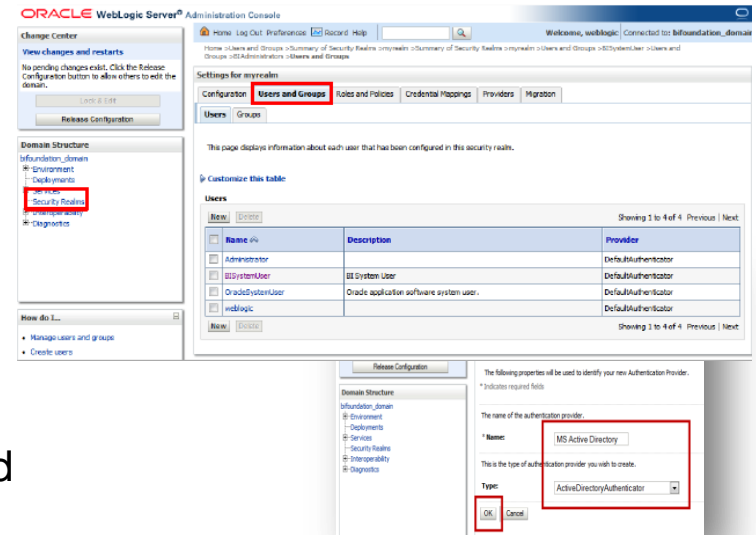 ORACLE WebLogic Server® Administration Console
Change Center
View changes and restarts
No pending changes exist. Click the Release
Configuration button to allow others to edit the
domain.
Lock & Edit
Release Configuration
Domain Structure
bifoundation_domain
Environment
Deployments
Services
Security Realms
Interoperability
Diagnostics
How do I...
Manage users and groups
Create users
Home Log Out Preferences Record Help
Welcome, weblogic Connected to: bifoundation_domain
Home >Users and Groups >Summary of Security Realms >myrealm >Summary of Security Realms >myrealm >Users and Groups >BISystemUser >Users and
Groups >BIAdministrators >Users and Groups
Settings for myrealm
Configuration Users and Groups Roles and Policies Credential Mappings Providers Migration
Users Groups
This page displays information about each user that has been configured in this security realm.
Customize this table
Users
New Delete Showing 1 to 4 of 4 Previous | Next
Name Description Provider
Administrator DefaultAuthenticator
BISystemUser BI System User DefaultAuthenticator
OracleSystemUser Oracle application software system user. DefaultAuthenticator
weblogic DefaultAuthenticator
New Delete Showing 1 to 4 of 4 Previous | Next
d
Release Configuration
Domain Structure
bifoundation_domain
Environment
Deployments
Services
Security Realms
Interoperability
Diagnostics
The following properties will be used to identify your new Authentication Provider.
* Indicates required fields
The name of the authentication provider.
* Name: MS Active Directory
This is the type of authentication provider you wish to create.
Type: ActiveDirectoryAuthenticator
OK Cancel